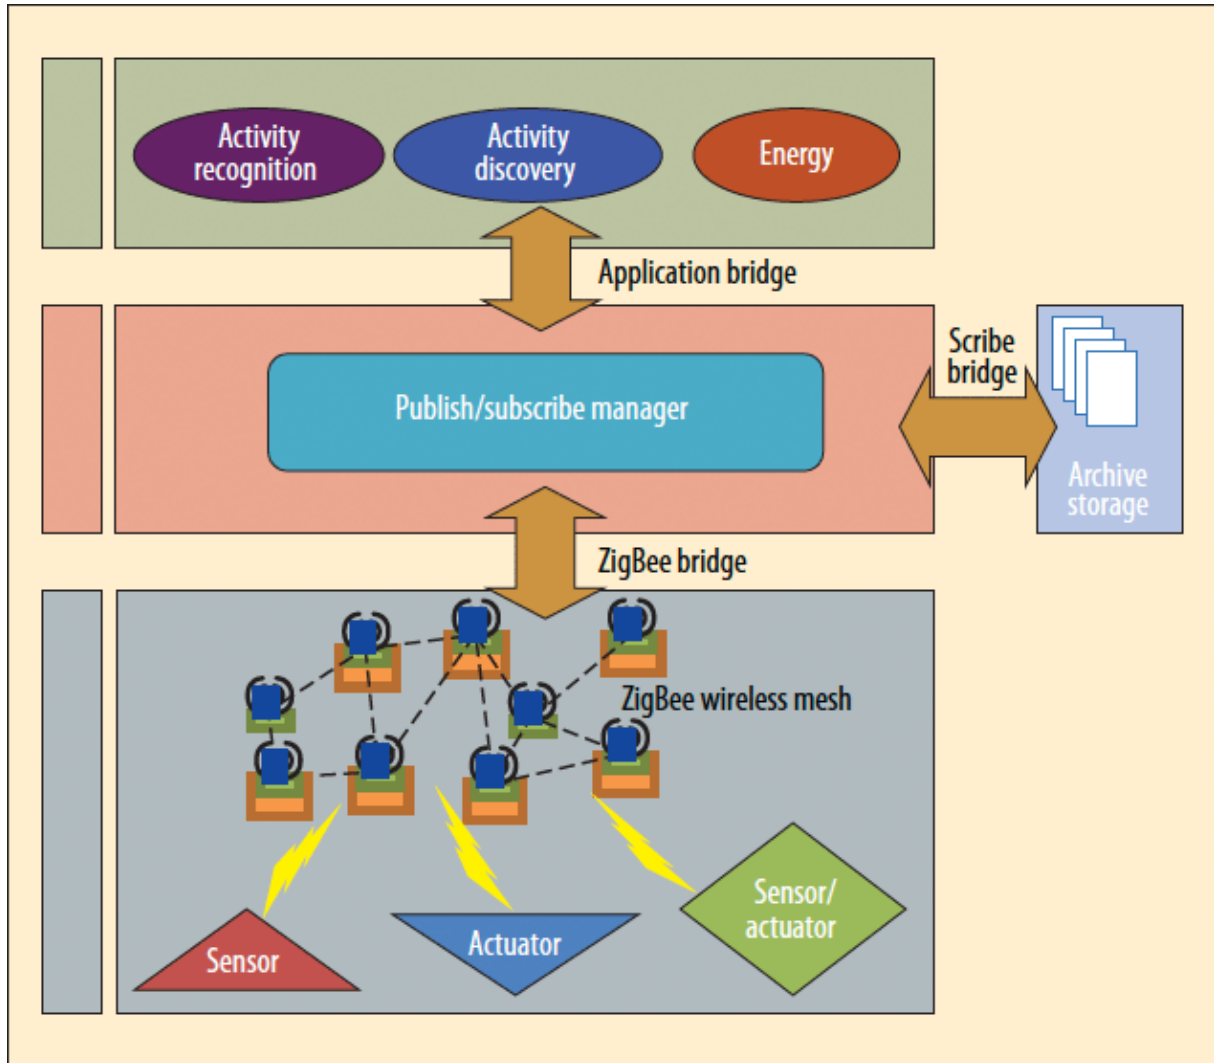 Activity
recognition
Activity
discovery
Energy
Application bridge
Publish/subscribe manager
Scribe
bridge
Archive
storage
ZigBee bridge
ZigBee wireless mesh
Sensor
Actuator
Sensor/
actuator